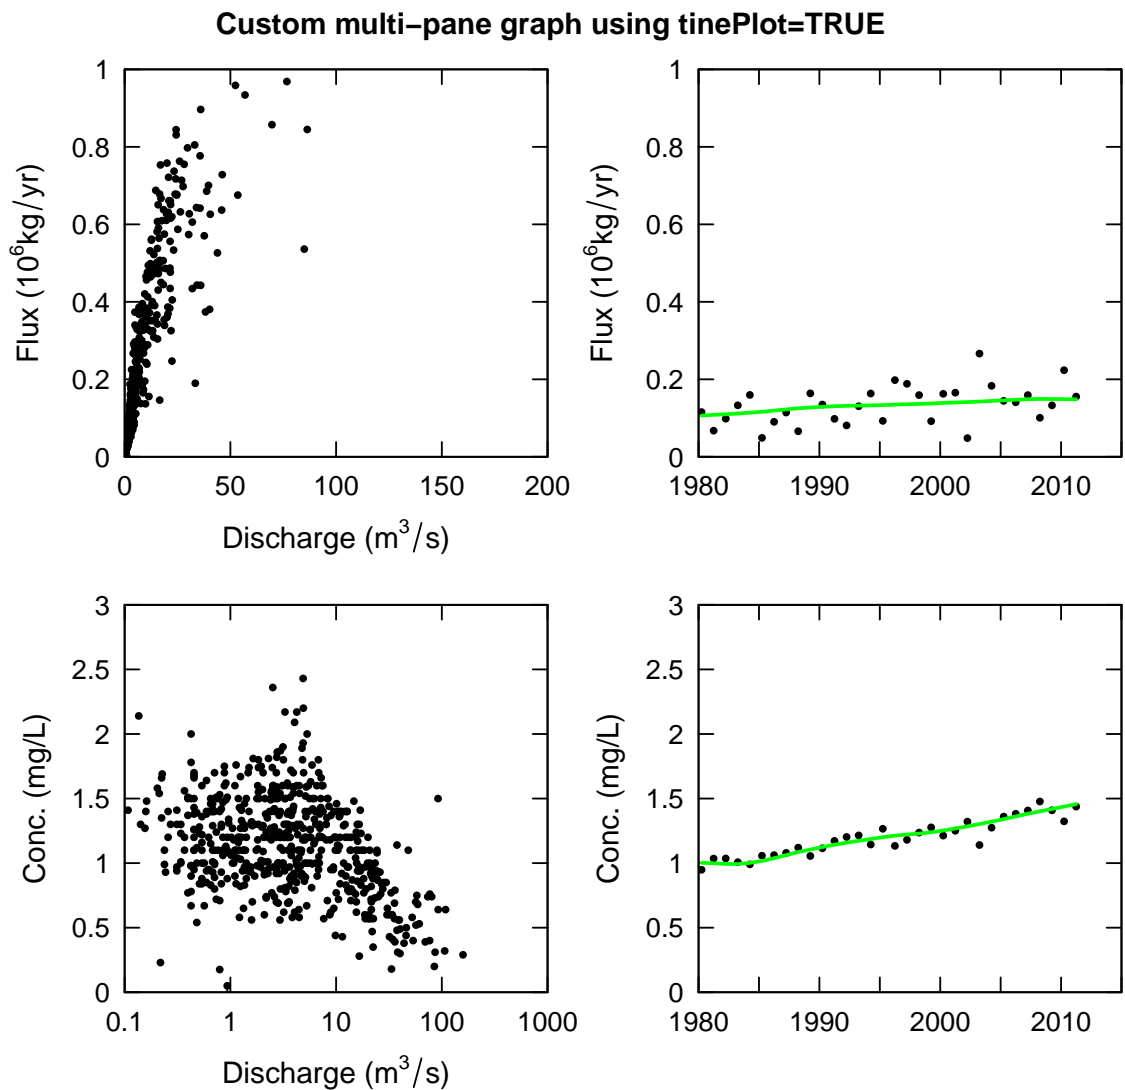 Custom multi−pane graph using tinePlot=TRUE
1
0.8
0.6
0.4
0.2
0
Flux (10⁶kg/yr)
0 50 100 150 200
Discharge (m³/s)
1
0.8
0.6
0.4
0.2
0
Flux (10⁶kg/yr)
1980 1990 2000 2010
3
2.5
2
1.5
1
0.5
0
Conc. (mg/L)
0.1 1 10 100 1000
Discharge (m³/s)
3
2.5
2
1.5
1
0.5
0
Conc. (mg/L)
1980 1990 2000 2010